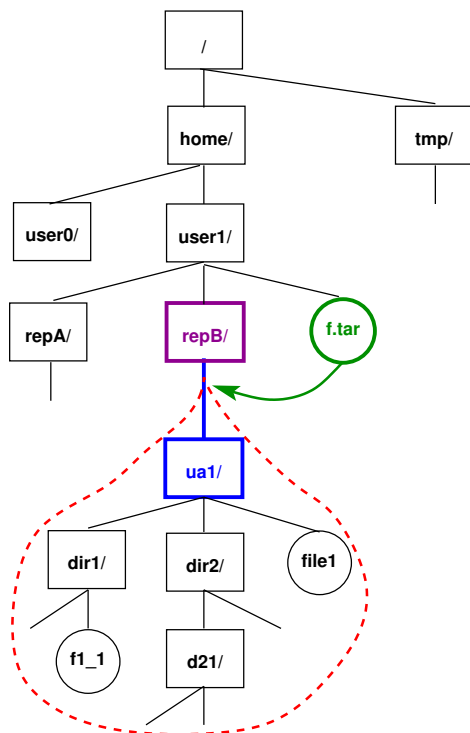 /
home/
tmp/
user0/
user1/
repA/
repB/
f.tar
ua1/
dir1/
dir2/
file1
f1_1
d21/